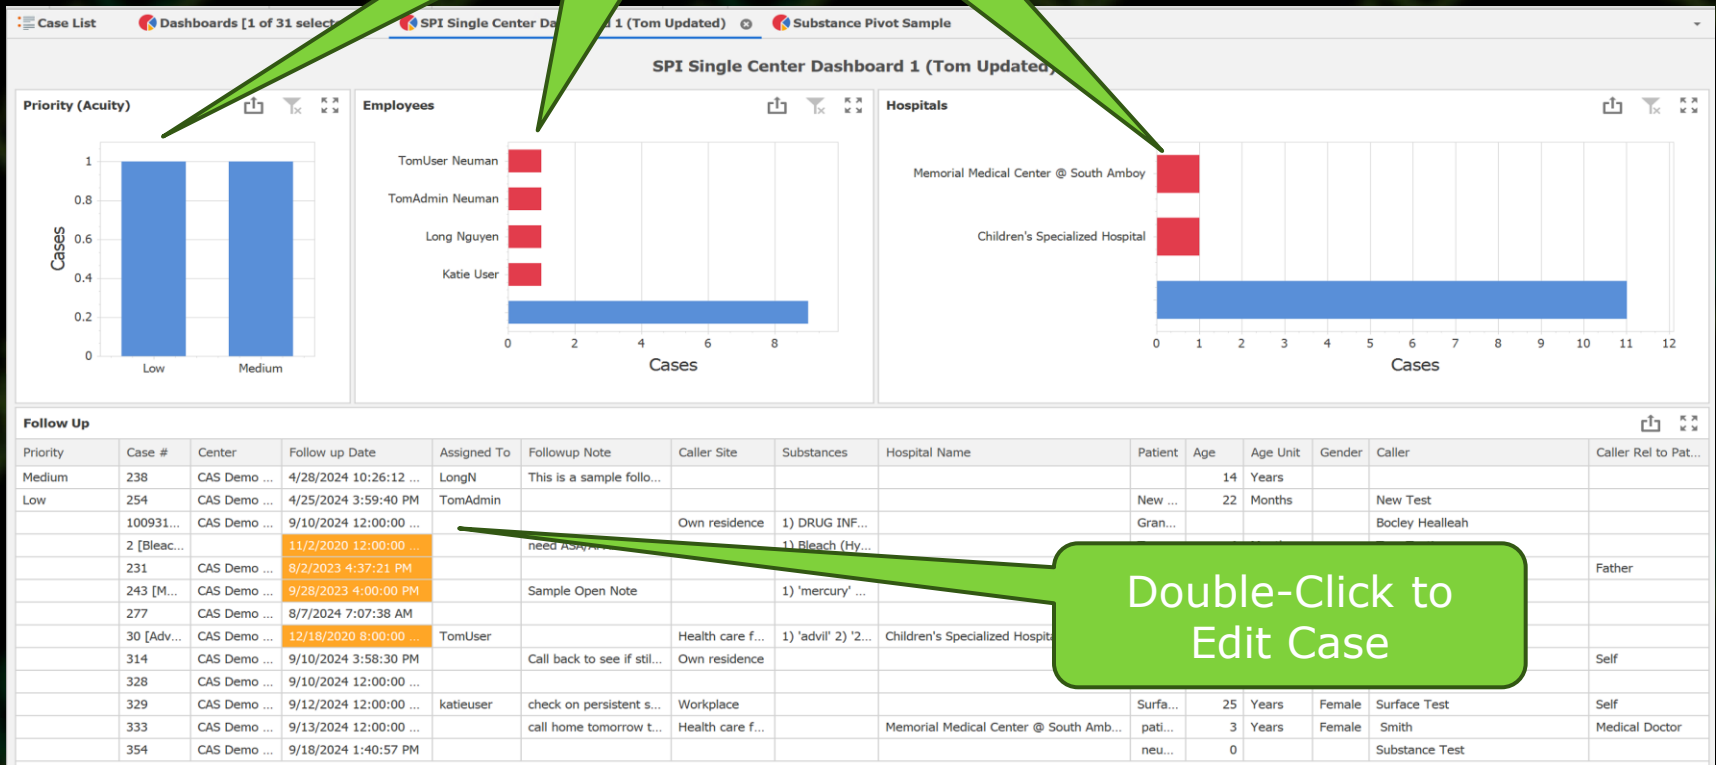 Case List Dashboards [1 of 31 selecte SPI Single Center Da d 1 (Tom Updated) Substance Pivot Sample
SPI Single Center Dashboard 1 (Tom Updated)
Priority (Acuity)
Cases
1
0.8
0.6
0.4
0.2
0
Low Medium
Employees
TomUser Neuman
TomAdmin Neuman
Long Nguyen
Katie User
0 2 4 6 8
Cases
Hospitals
Memorial Medical Center @ South Amboy
Children's Specialized Hospital
0 1 2 3 4 5 6 7 8 9 10 11 12
Cases
Follow Up
Priority Case # Center Follow up Date Assigned To Followup Note Caller Site Substances Hospital Name Patient Age Age Unit Gender Caller Caller Rel to Pat...
Medium 238 CAS Demo ... 4/28/2024 10:26:12 ... LongN This is a sample follo... 14 Years
Low 254 CAS Demo ... 4/25/2024 3:59:40 PM TomAdmin New ... 22 Months New Test
100931... CAS Demo ... 9/10/2024 12:00:00 ... Own residence 1) DRUG INF... Gran... Bocley Healleah
2 [Bleac... 11/2/2020 12:00:00 ... need 1) Bleach (Hy...
231 CAS Demo ... 8/2/2023 4:37:21 PM Father
243 [M... CAS Demo ... 9/28/2023 4:00:00 PM Sample Open Note 1) 'mercury' ...
277 CAS Demo ... 8/7/2024 7:07:38 AM
30 [Adv... CAS Demo ... 12/18/2020 8:00:00 ... TomUser Health care f... 1) 'advil' 2) '2... Children's Specialized Hospita
314 CAS Demo ... 9/10/2024 3:58:30 PM Call back to see if stil... Own residence Self
328 CAS Demo ... 9/10/2024 12:00:00 ...
329 CAS Demo ... 9/12/2024 12:00:00 ... katieuser check on persistent s... Workplace Surfa... 25 Years Female Surface Test Self
333 CAS Demo ... 9/13/2024 12:00:00 ... call home tomorrow t... Health care f... Memorial Medical Center @ South Amb... pati... 3 Years Female Smith Medical Doctor
354 CAS Demo ... 9/18/2024 1:40:57 PM neu... 0 Substance Test
Double-Click to
Edit Case